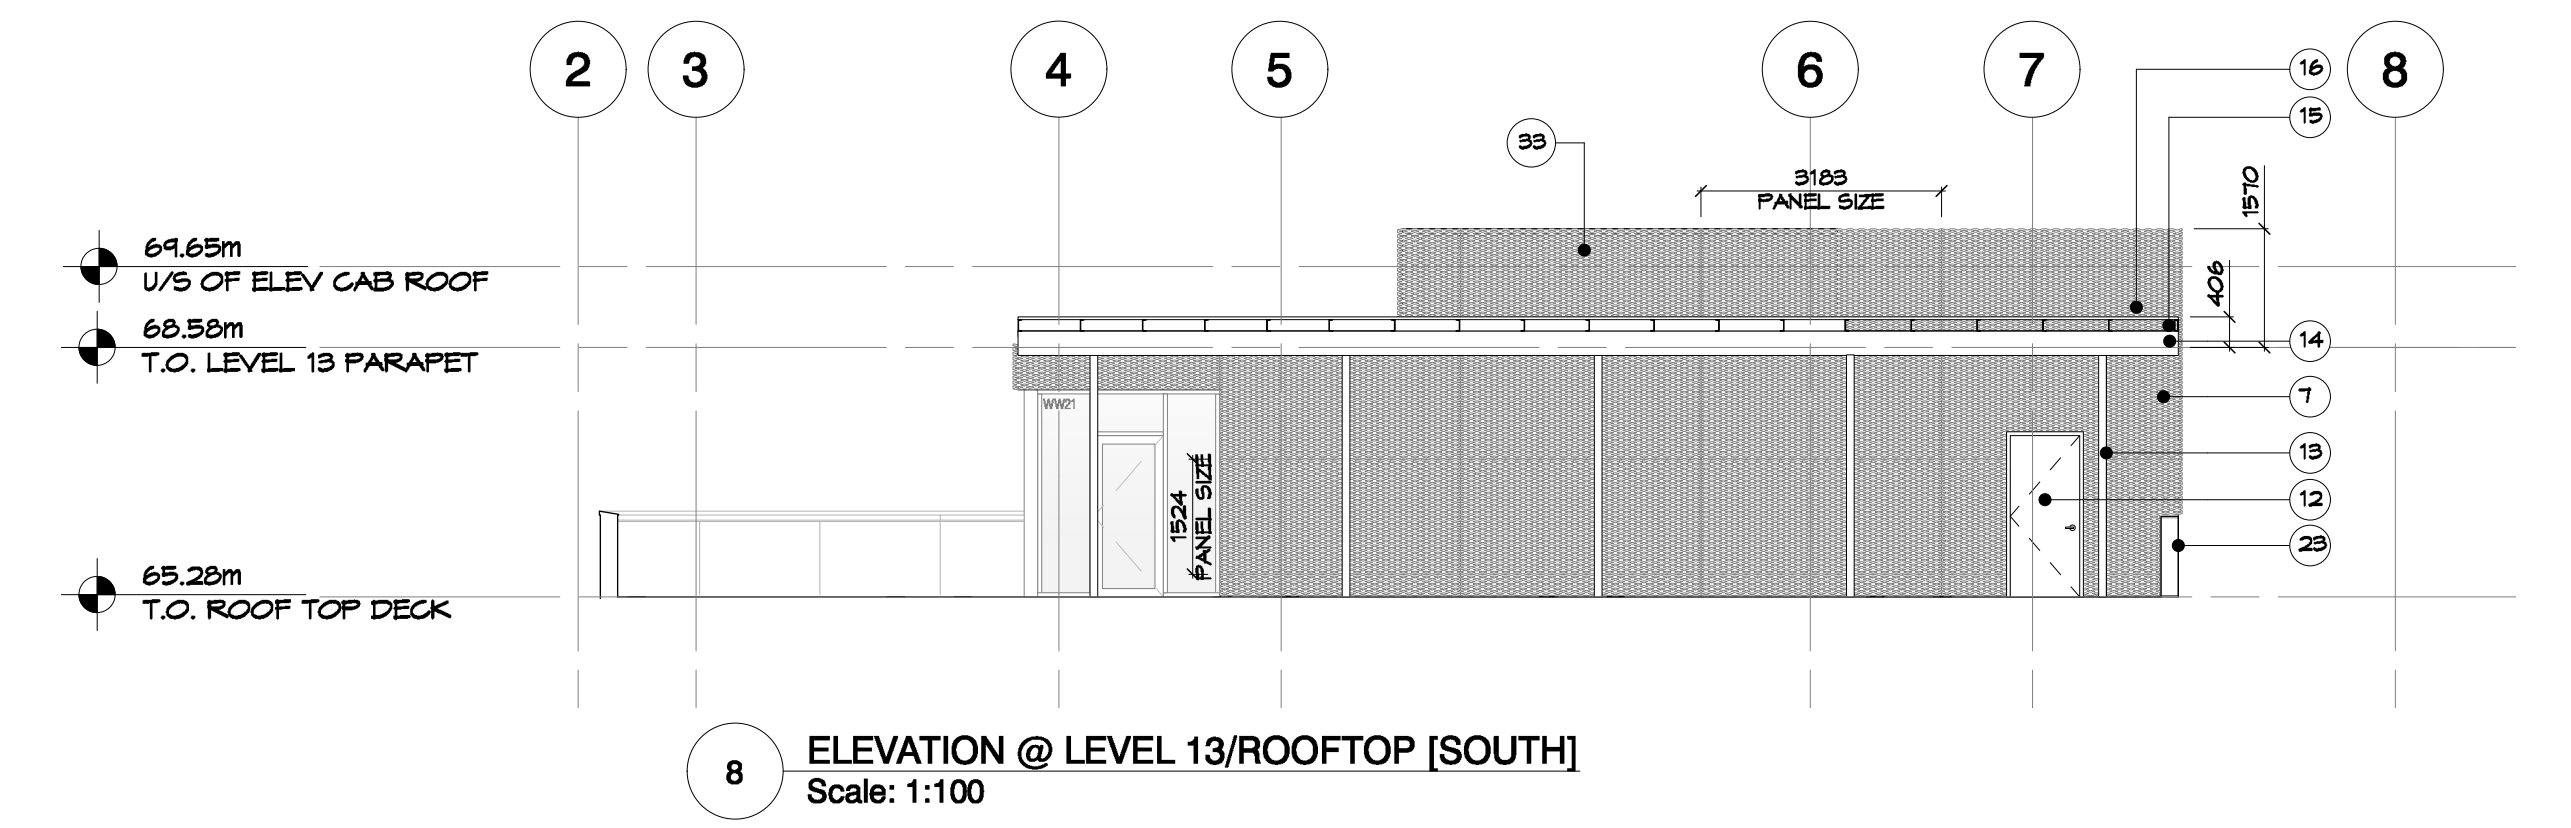 2 3 4 5 6 7 8
16
15
33
3183
PANEL SIZE
1570
69.65m
U/S OF ELEV CAB ROOF
406
68.58m
T.O. LEVEL 13 PARAPET
14
7
WW21
13
1524
PANEL SIZE
12
23
65.28m
T.O. ROOF TOP DECK
8
ELEVATION @ LEVEL 13/ROOFTOP [SOUTH]
Scale: 1:100